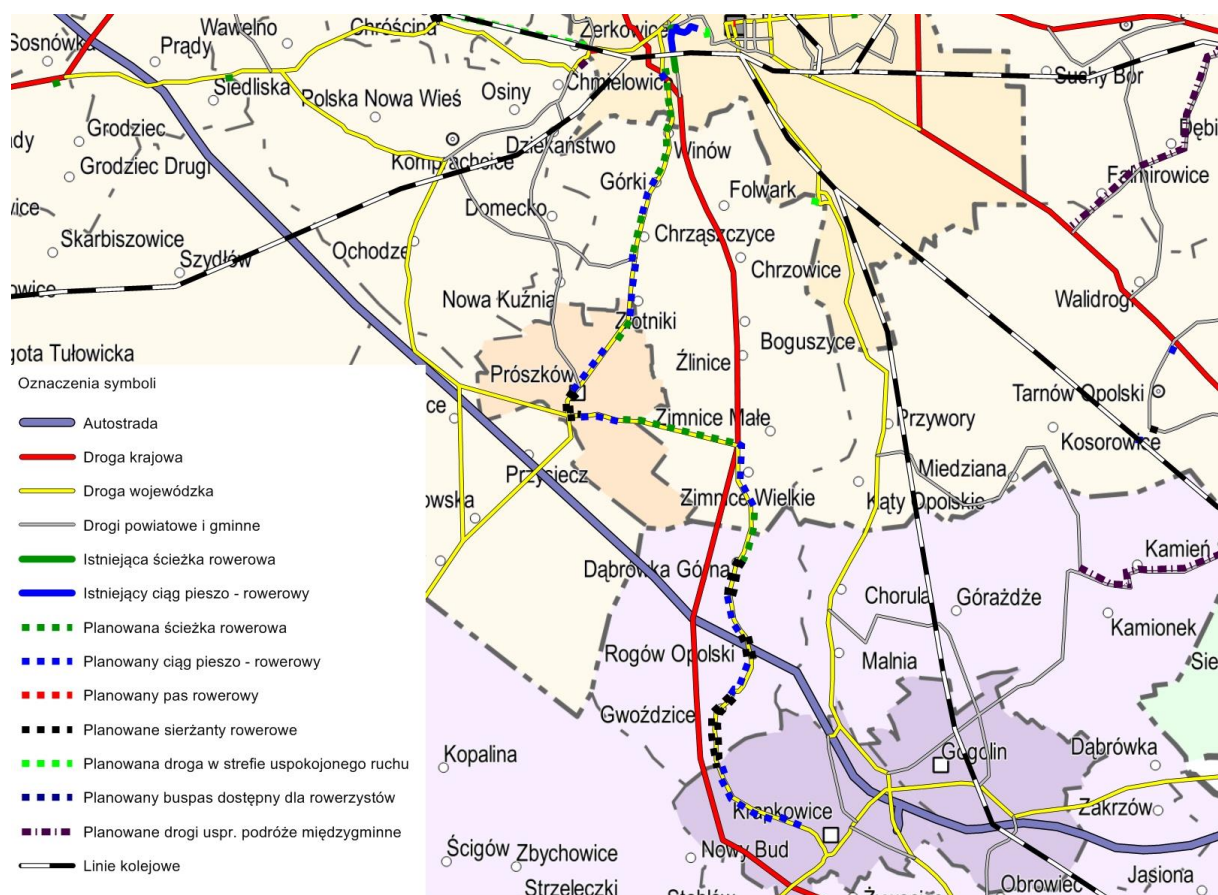 Wawelno
Chróścina
Żerkowice
Sosnówka
Prądy
Siedliska
Chmielowice
Suchy Bór
Polska Nowa Wieś
Osiny
Grodziec
Dziekaństwo
Winów
Grodziec Drugi
Komprachcice
Górki
Folwark
Falmirowice
Domecko
Skarbiszowice
Chrząszczyce
Szydłów
Ochodze
Chrzowice
Nowa Kuźnia
Walidrogi
Złotniki
Boguszyce
gota Tułowicka
Źlinice
Prószków
Tarnów Opolski
Zimnice Małe
Przywory
Kosorowice
Przysiecz
Miedziana
Zimnice Wielkie
Kąty Opolskie
Dąbrówka Górna
Kamień
Chorula
Górażdże
Kamionek
Rogów Opolski
Malnia
Gwoździce
Kopalina
Gogolin
Dąbrówka
Krapkowice
Zakrzów
Ścigów
Zbychowice
Nowy Bud
Strzeleczki
Obrowiec
Jasiona
Oznaczenia symboli
Autostrada
Droga krajowa
Droga wojewódzka
Drogi powiatowe i gminne
Istniejąca ścieżka rowerowa
Istniejący ciąg pieszo - rowerowy
Planowana ścieżka rowerowa
Planowany ciąg pieszo - rowerowy
Planowany pas rowerowy
Planowane sierżanty rowerowe
Planowana droga w strefie uspokojonego ruchu
Planowany buspas dostępny dla rowerzystów
Planowane drogi uspr. podróże międzygminne
Linie kolejowe